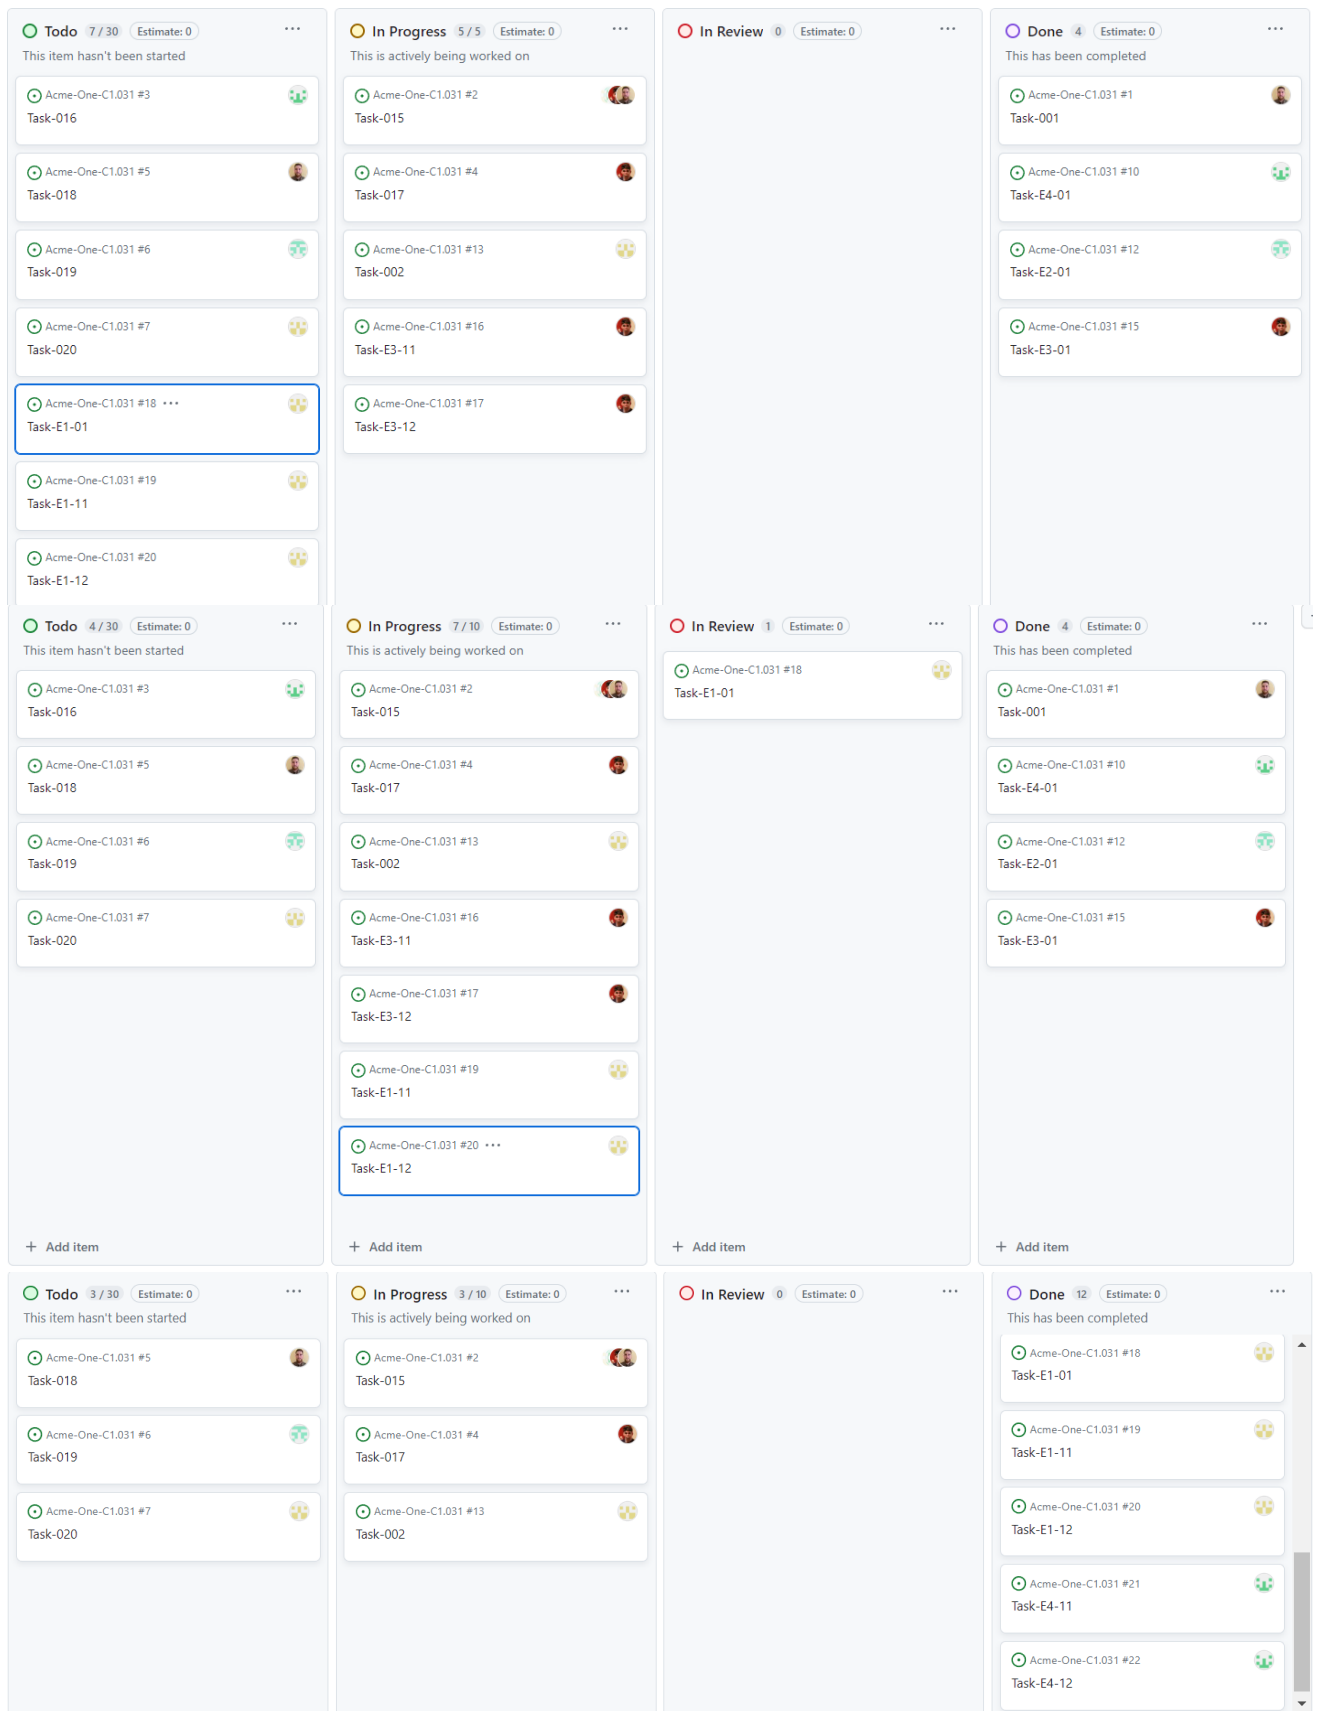 Todo 7 / 30 Estimate: 0
This item hasn't been started
Acme-One-C1.031 #3
Task-016
Acme-One-C1.031 #5
Task-018
Acme-One-C1.031 #6
Task-019
Acme-One-C1.031 #7
Task-020
Acme-One-C1.031 #18
Task-E1-01
Acme-One-C1.031 #19
Task-E1-11
Acme-One-C1.031 #20
Task-E1-12
In Progress 5 / 5 Estimate: 0
This is actively being worked on
Acme-One-C1.031 #2
Task-015
Acme-One-C1.031 #4
Task-017
Acme-One-C1.031 #13
Task-002
Acme-One-C1.031 #16
Task-E3-11
Acme-One-C1.031 #17
Task-E3-12
In Review 0 Estimate: 0
Done 4 Estimate: 0
This has been completed
Acme-One-C1.031 #1
Task-001
Acme-One-C1.031 #10
Task-E4-01
Acme-One-C1.031 #12
Task-E2-01
Acme-One-C1.031 #15
Task-E3-01
Todo 4 / 30 Estimate: 0
This item hasn't been started
Acme-One-C1.031 #3
Task-016
Acme-One-C1.031 #5
Task-018
Acme-One-C1.031 #6
Task-019
Acme-One-C1.031 #7
Task-020
+ Add item
In Progress 7 / 10 Estimate: 0
This is actively being worked on
Acme-One-C1.031 #2
Task-015
Acme-One-C1.031 #4
Task-017
Acme-One-C1.031 #13
Task-002
Acme-One-C1.031 #16
Task-E3-11
Acme-One-C1.031 #17
Task-E3-12
Acme-One-C1.031 #19
Task-E1-11
Acme-One-C1.031 #20
Task-E1-12
+ Add item
In Review 1 Estimate: 0
Acme-One-C1.031 #18
Task-E1-01
+ Add item
Done 4 Estimate: 0
This has been completed
Acme-One-C1.031 #1
Task-001
Acme-One-C1.031 #10
Task-E4-01
Acme-One-C1.031 #12
Task-E2-01
Acme-One-C1.031 #15
Task-E3-01
+ Add item
Todo 3 / 30 Estimate: 0
This item hasn't been started
Acme-One-C1.031 #5
Task-018
Acme-One-C1.031 #6
Task-019
Acme-One-C1.031 #7
Task-020
In Progress 3 / 10 Estimate: 0
This is actively being worked on
Acme-One-C1.031 #2
Task-015
Acme-One-C1.031 #4
Task-017
Acme-One-C1.031 #13
Task-002
In Review 0 Estimate: 0
Done 12 Estimate: 0
This has been completed
Acme-One-C1.031 #18
Task-E1-01
Acme-One-C1.031 #19
Task-E1-11
Acme-One-C1.031 #20
Task-E1-12
Acme-One-C1.031 #21
Task-E4-11
Acme-One-C1.031 #22
Task-E4-12